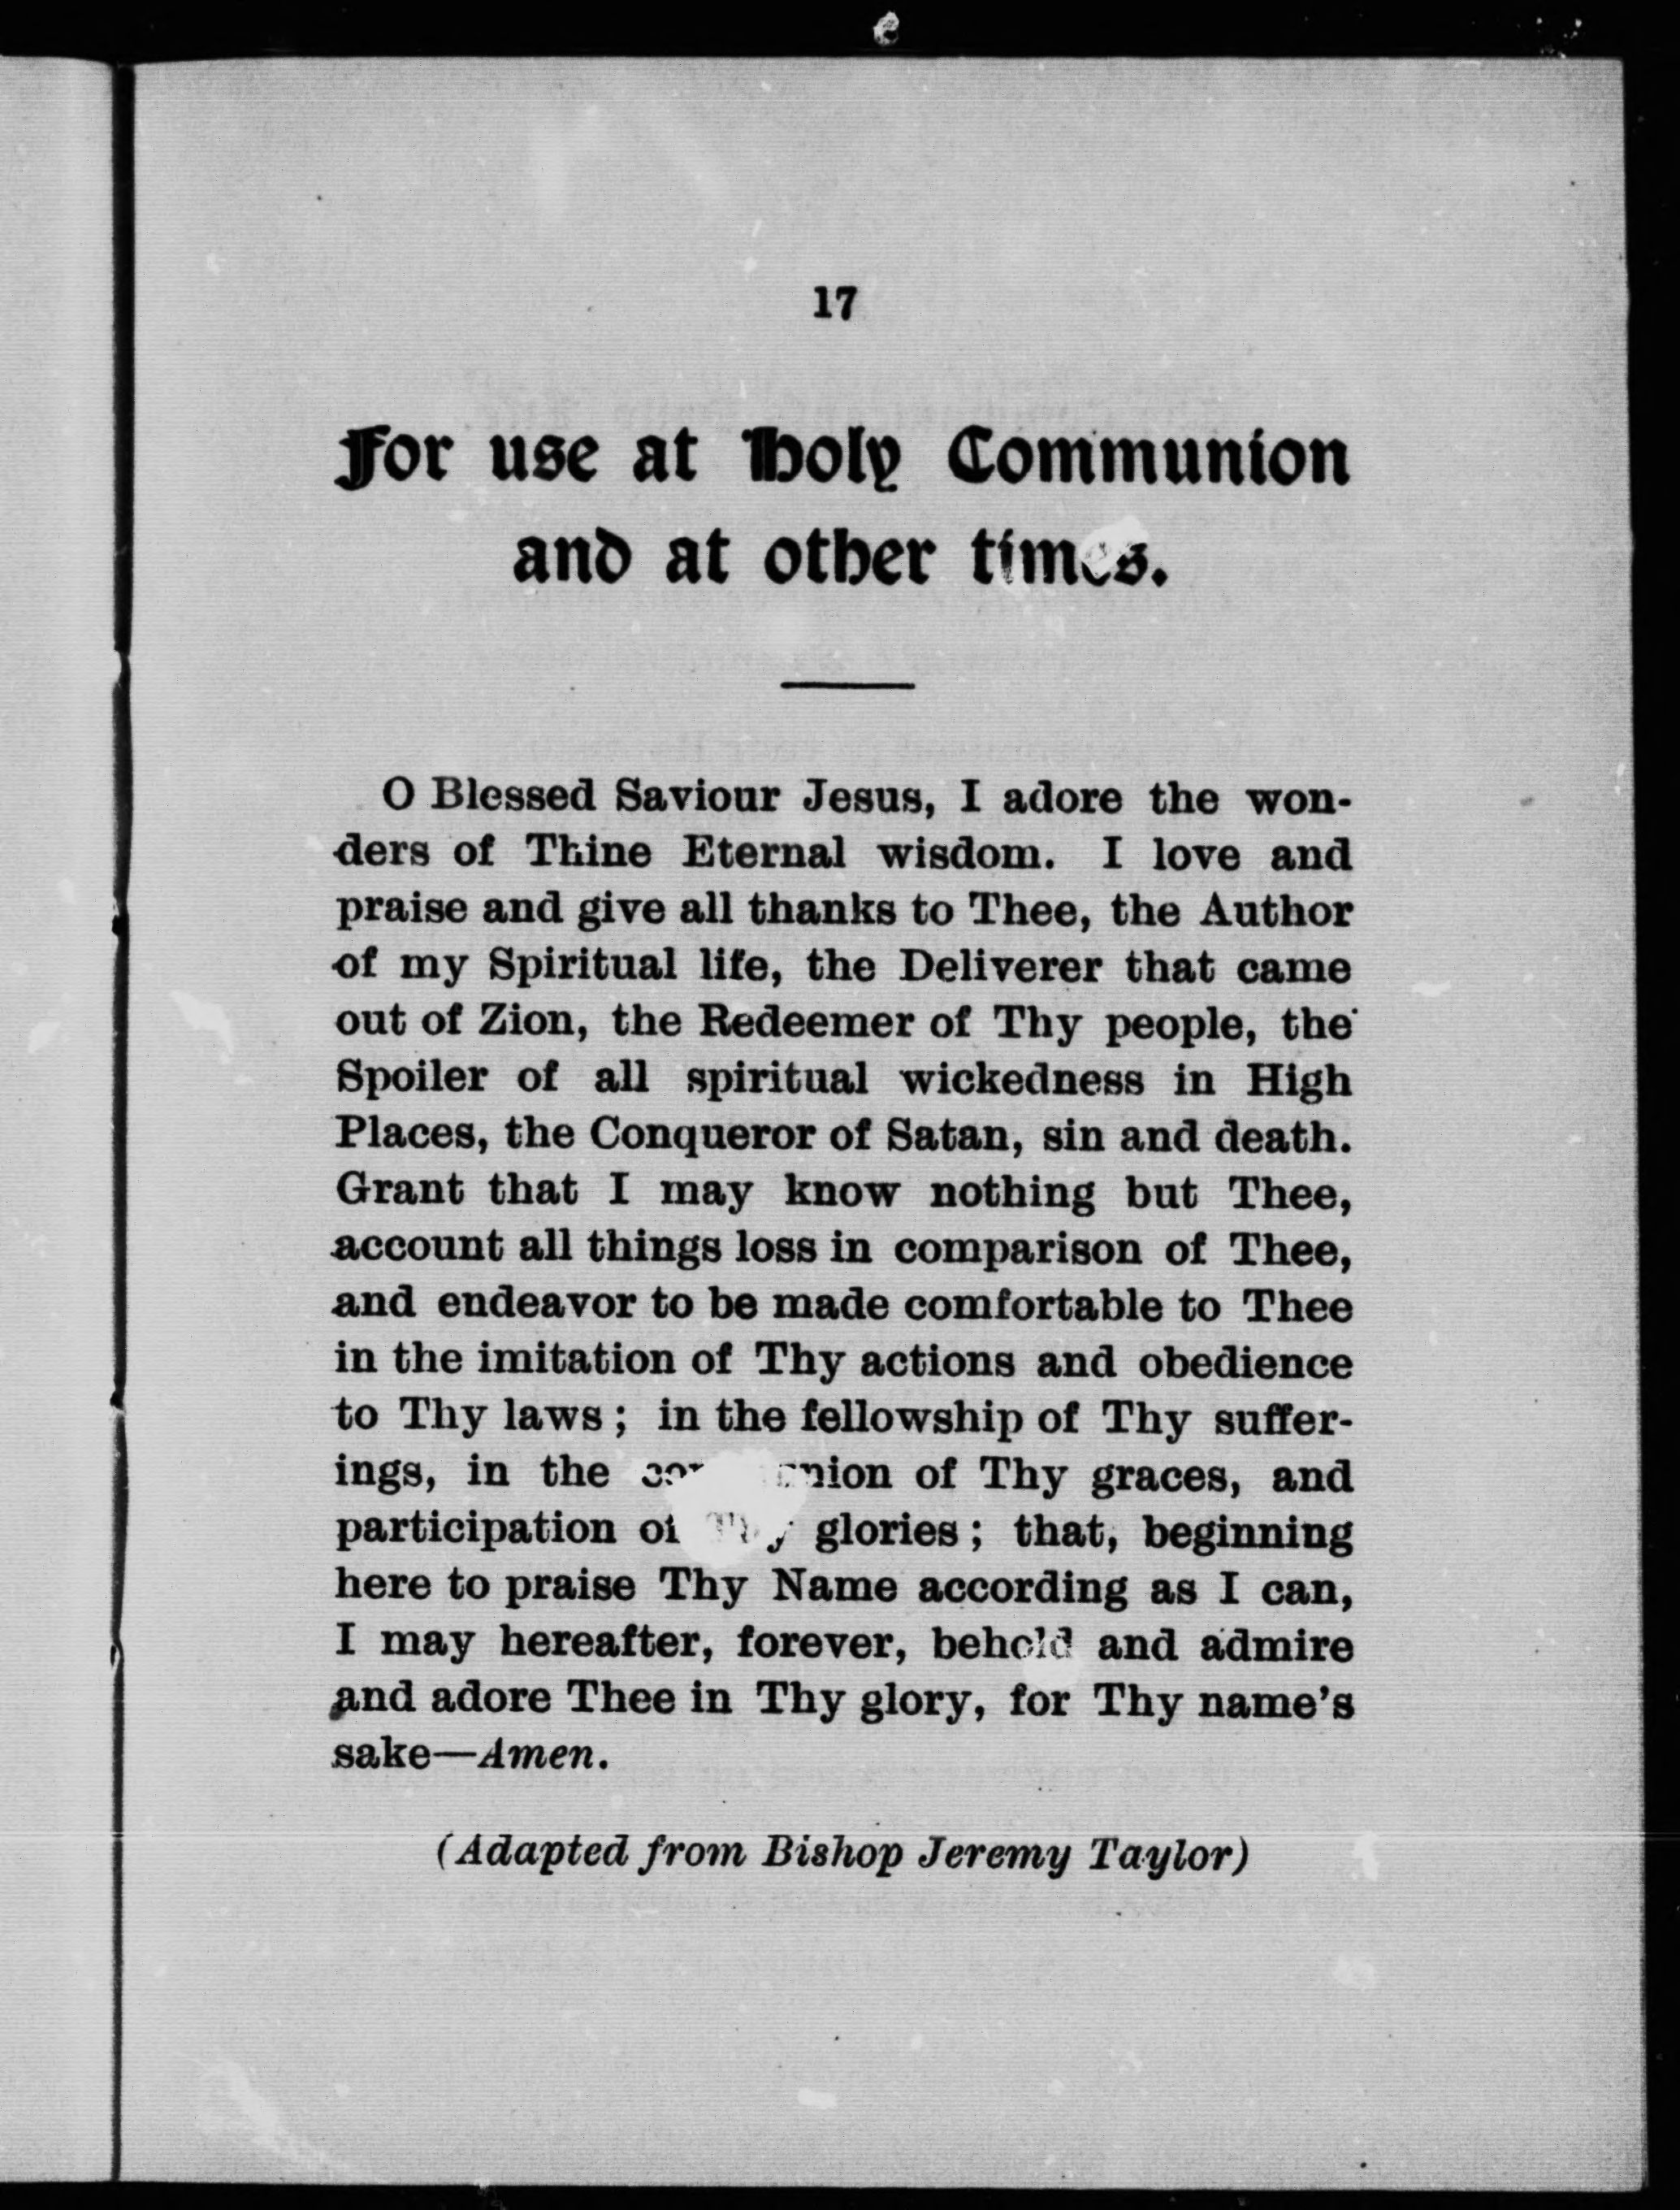 17
For use at Holy Communion
and at other times.
O Blessed Saviour Jesus, I adore the won-
ders of Thine Eternal wisdom. I love and
praise and give all thanks to Thee, the Author
of my Spiritual life, the Deliverer that came
out of Zion, the Redeemer of Thy people, the
Spoiler of all spiritual wickedness in High
Places, the Conqueror of Satan, sin and death.
Grant that I may know nothing but Thee,
account all things loss in comparison of Thee,
and endeavor to be made comfortable to Thee
in the imitation of Thy actions and obedience
to Thy laws; in the fellowship of Thy suffer-
ings, in the of Thy graces, and
participation of Thy glories; that, beginning
here to praise Thy Name according as I can,
I may hereafter, forever, behold and admire
and adore Thee in Thy glory, for Thy name's
sake—Amen.
(Adapted from Bishop Jeremy Taylor)